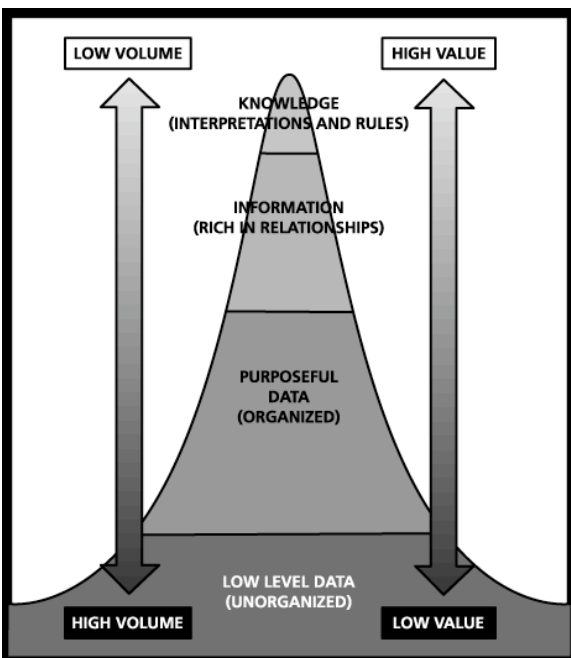 LOW VOLUME
HIGH VALUE
KNOWLEDGE
(INTERPRETATIONS AND RULES)
INFORMATION
(RICH IN RELATIONSHIPS)
PURPOSEFUL
DATA
(ORGANIZED)
LOW LEVEL DATA
(UNORGANIZED)
HIGH VOLUME
LOW VALUE